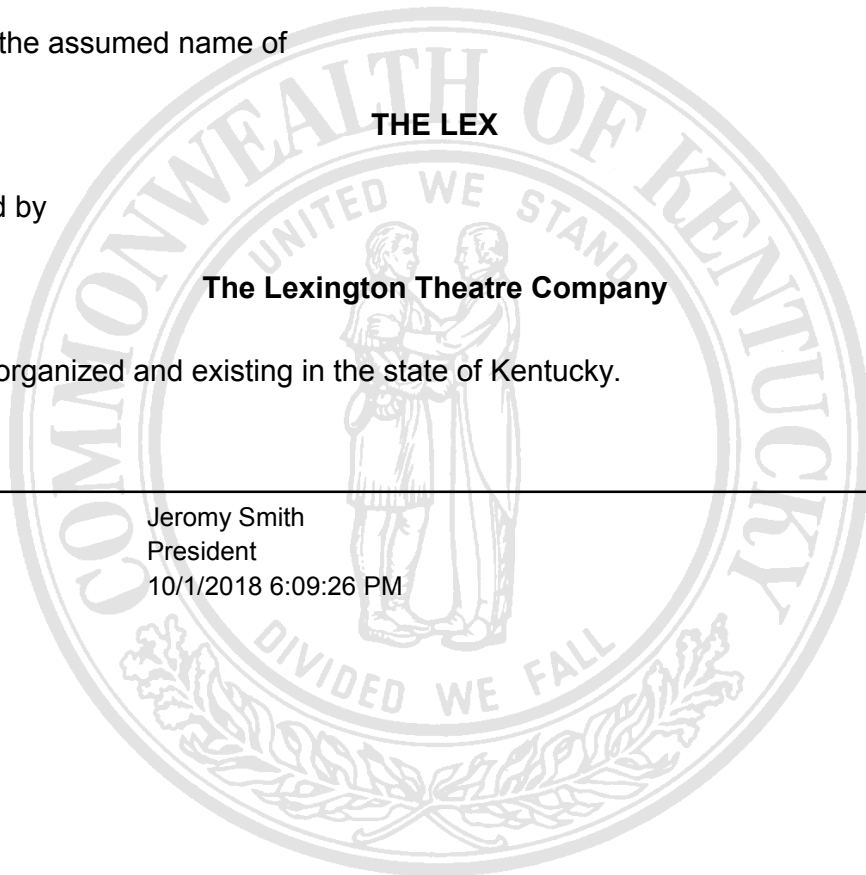 the assumed name of
THE LEX
d by
The Lexington Theatre Company
organized and existing in the state of Kentucky.
Jeromy Smith
President
10/1/2018 6:09:26 PM
COMMONWEALTH OF KENTUCKY
UNITED WE STAND
DIVIDED WE FALL